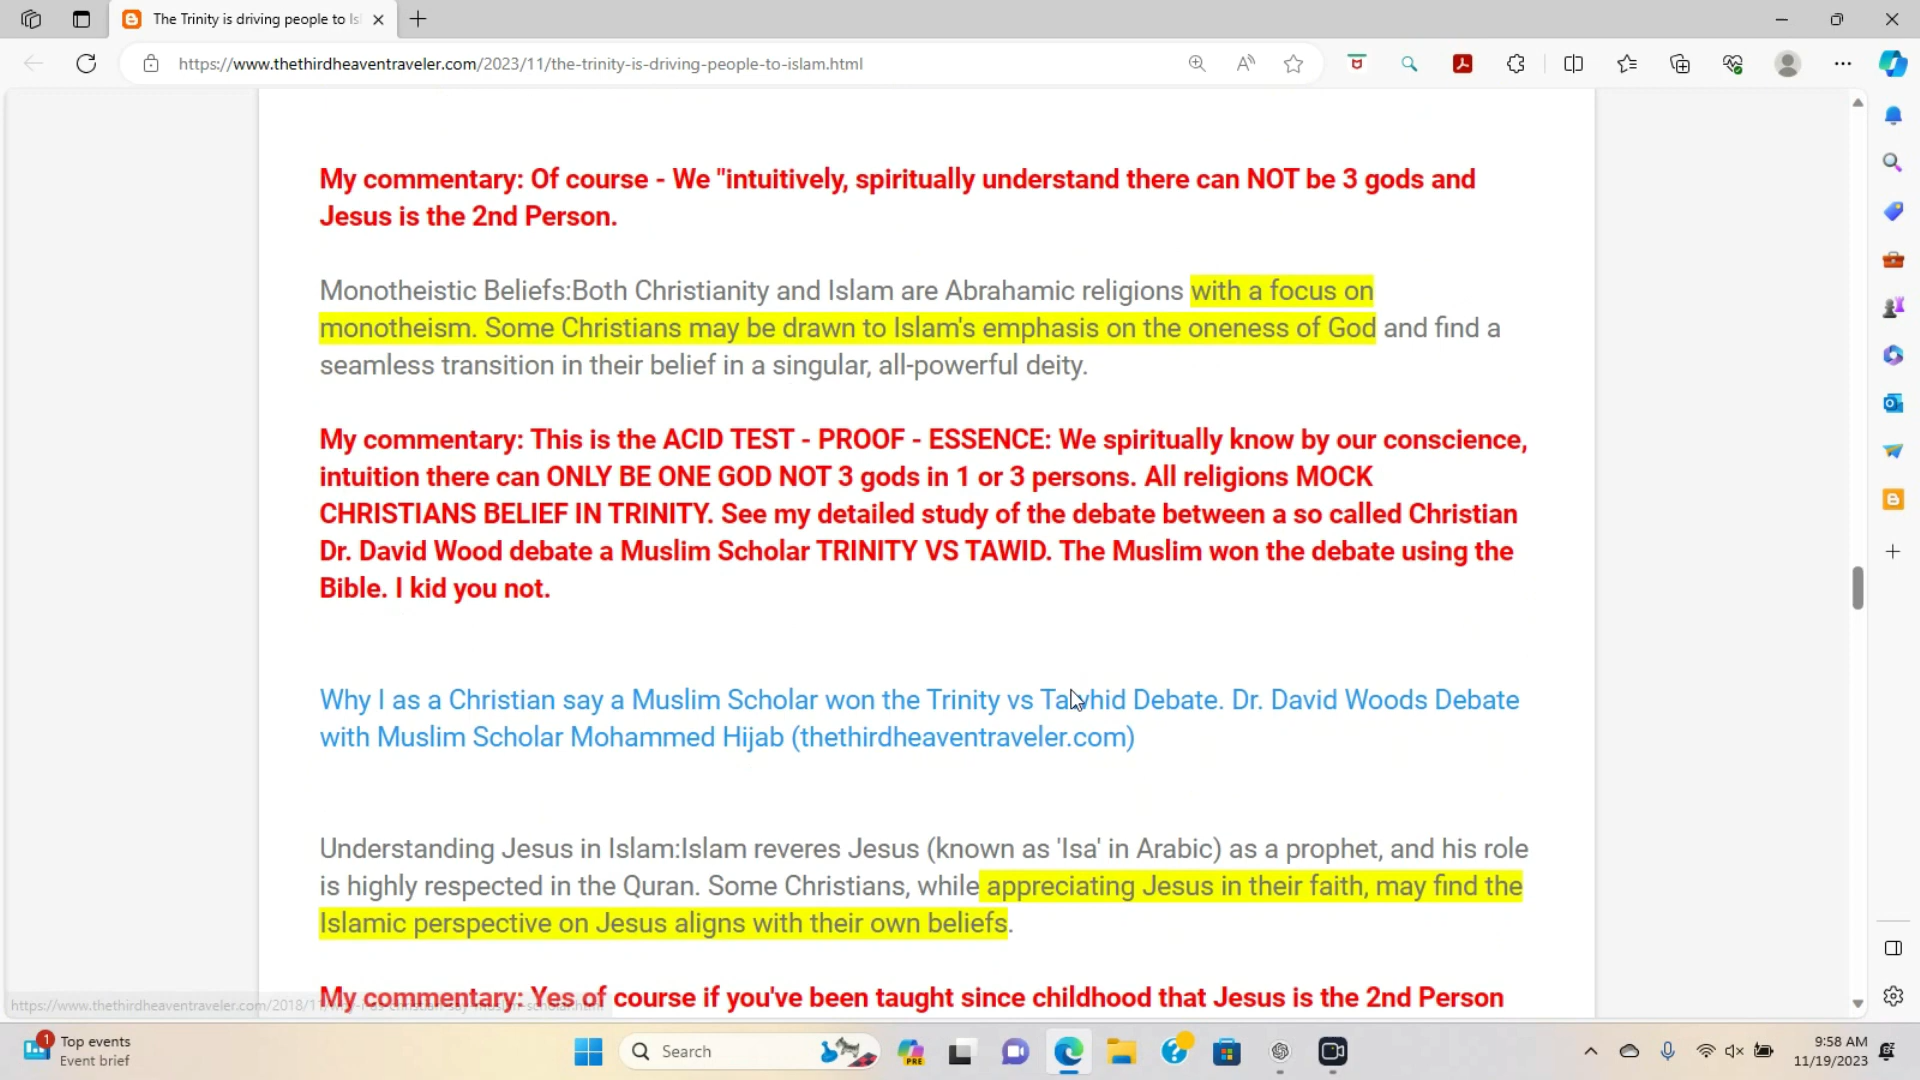 The Trinity is driving people to Is
https://www.thethirdheaventraveler.com/2023/11/the-trinity-is-driving-people-to-islam.html
My commentary: Of course - We "intuitively, spiritually understand there can NOT be 3 gods and
Jesus is the 2nd Person.
Monotheistic Beliefs:Both Christianity and Islam are Abrahamic religions with a focus on
monotheism. Some Christians may be drawn to Islam's emphasis on the oneness of God and find a
seamless transition in their belief in a singular, all-powerful deity.
My commentary: This is the ACID TEST - PROOF - ESSENCE: We spiritually know by our conscience,
intuition there can ONLY BE ONE GOD NOT 3 gods in 1 or 3 persons. All religions MOCK
CHRISTIANS BELIEF IN TRINITY. See my detailed study of the debate between a so called Christian
Dr. David Wood debate a Muslim Scholar TRINITY VS TAWID. The Muslim won the debate using the
Bible. I kid you not.
Why I as a Christian say a Muslim Scholar won the Trinity vs Tawhid Debate. Dr. David Woods Debate
with Muslim Scholar Mohammed Hijab (thethirdheaventraveler.com)
Understanding Jesus in Islam:Islam reveres Jesus (known as 'Isa' in Arabic) as a prophet, and his role
is highly respected in the Quran. Some Christians, while appreciating Jesus in their faith, may find the
Islamic perspective on Jesus aligns with their own beliefs.
My commentary: Yes of course if you've been taught since childhood that Jesus is the 2nd Person
1
Top events
Event brief
Search
PRE
9:58 AM
11/19/2023